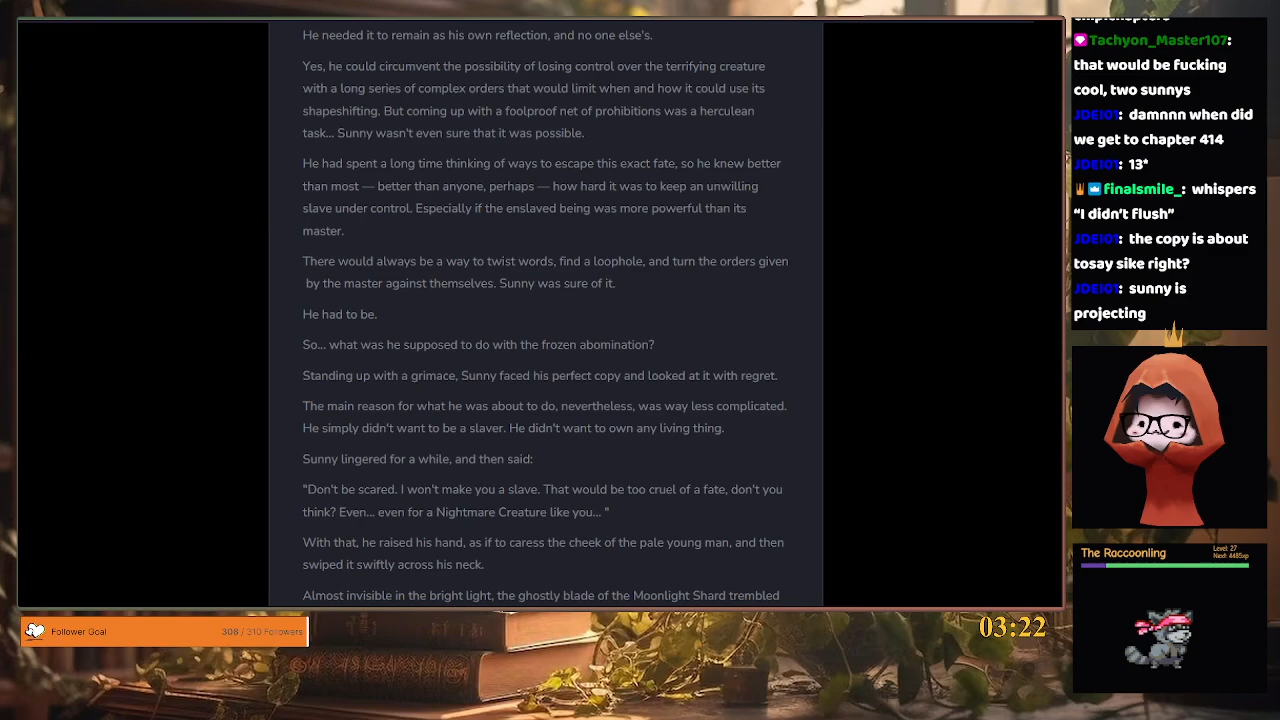 He needed it to remain as his own reflection, and no one else's.
Yes, he could circumvent the possibility of losing control over the terrifying creature
with a long series of complex orders that would limit when and how it could use its
shapeshifting. But coming up with a foolproof net of prohibitions was a herculean
task... Sunny wasn't even sure that it was possible.
He had spent a long time thinking of ways to escape this exact fate, so he knew better
than most — better than anyone, perhaps — how hard it was to keep an unwilling
slave under control. Especially if the enslaved being was more powerful than its
master.
There would always be a way to twist words, find a loophole, and turn the orders given
by the master against themselves. Sunny was sure of it.
He had to be.
So... what was he supposed to do with the frozen abomination?
Standing up with a grimace, Sunny faced his perfect copy and looked at it with regret.
The main reason for what he was about to do, nevertheless, was way less complicated.
He simply didn't want to be a slaver. He didn't want to own any living thing.
Sunny lingered for a while, and then said:
"Don't be scared. I won't make you a slave. That would be too cruel of a fate, don't you
think? Even... even for a Nightmare Creature like you... "
With that, he raised his hand, as if to caress the cheek of the pale young man, and then
swiped it swiftly across his neck.
Almost invisible in the bright light, the ghostly blade of the Moonlight Shard trembled
Tachyon_Master107:
that would be fucking
cool, two sunnys
JDEI01: damnnn when did
we get to chapter 414
JDEI01: 13*
finalsmile_: whispers
"I didn't flush"
JDEI01: the copy is about
tosay sike right?
JDEI01: sunny is
projecting
The Raccoonling
Level: 27
Next: 4485xp
Follower Goal
306 / 310 Followers
03:22